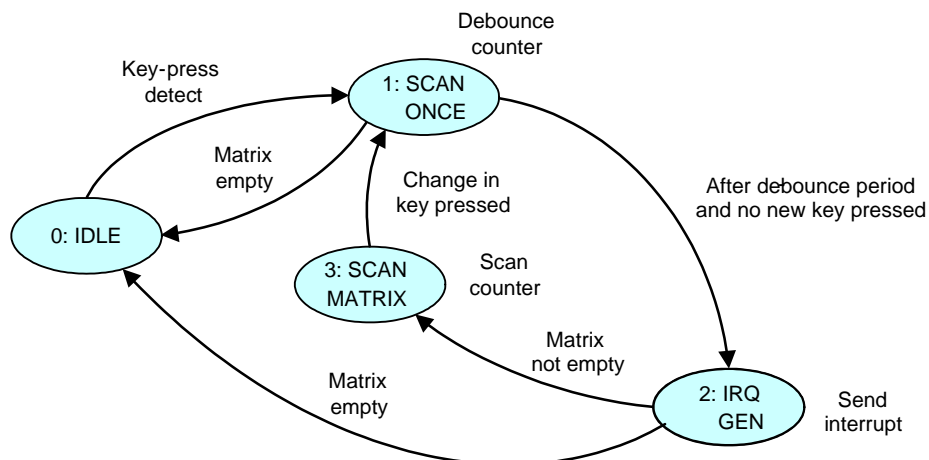 Debounce
counter
Key-press
detect
1: SCAN
ONCE
Matrix
empty
Change in
key pressed
After debounce period
and no new key pressed
0: IDLE
3: SCAN
MATRIX
Scan
counter
Matrix
not empty
Matrix
empty
2: IRQ
GEN
Send
interrupt